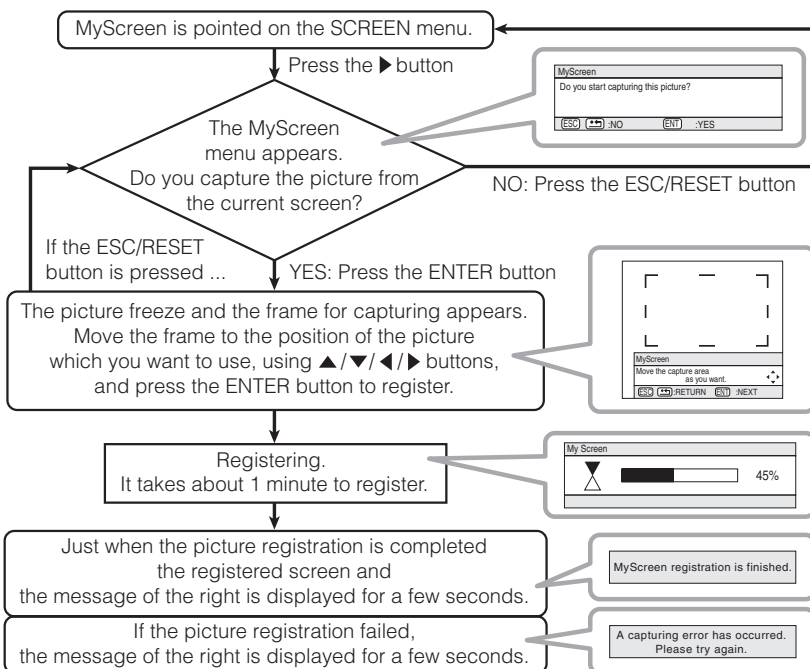 MyScreen is pointed on the SCREEN menu.
Press the ▶ button
MyScreen
Do you start capturing this picture?
ESC :NO ENT :YES
The MyScreen
menu appears.
Do you capture the picture from
the current screen?
NO: Press the ESC/RESET button
If the ESC/RESET
button is pressed ...
YES: Press the ENTER button
The picture freeze and the frame for capturing appears.
Move the frame to the position of the picture
which you want to use, using ▲/▼/◀/▶ buttons,
and press the ENTER button to register.
MyScreen
Move the capture area
as you want.
ESC :RETURN ENT :NEXT
Registering.
It takes about 1 minute to register.
My Screen
45%
Just when the picture registration is completed
the registered screen and
the message of the right is displayed for a few seconds.
MyScreen registration is finished.
If the picture registration failed,
the message of the right is displayed for a few seconds.
A capturing error has occurred.
Please try again.